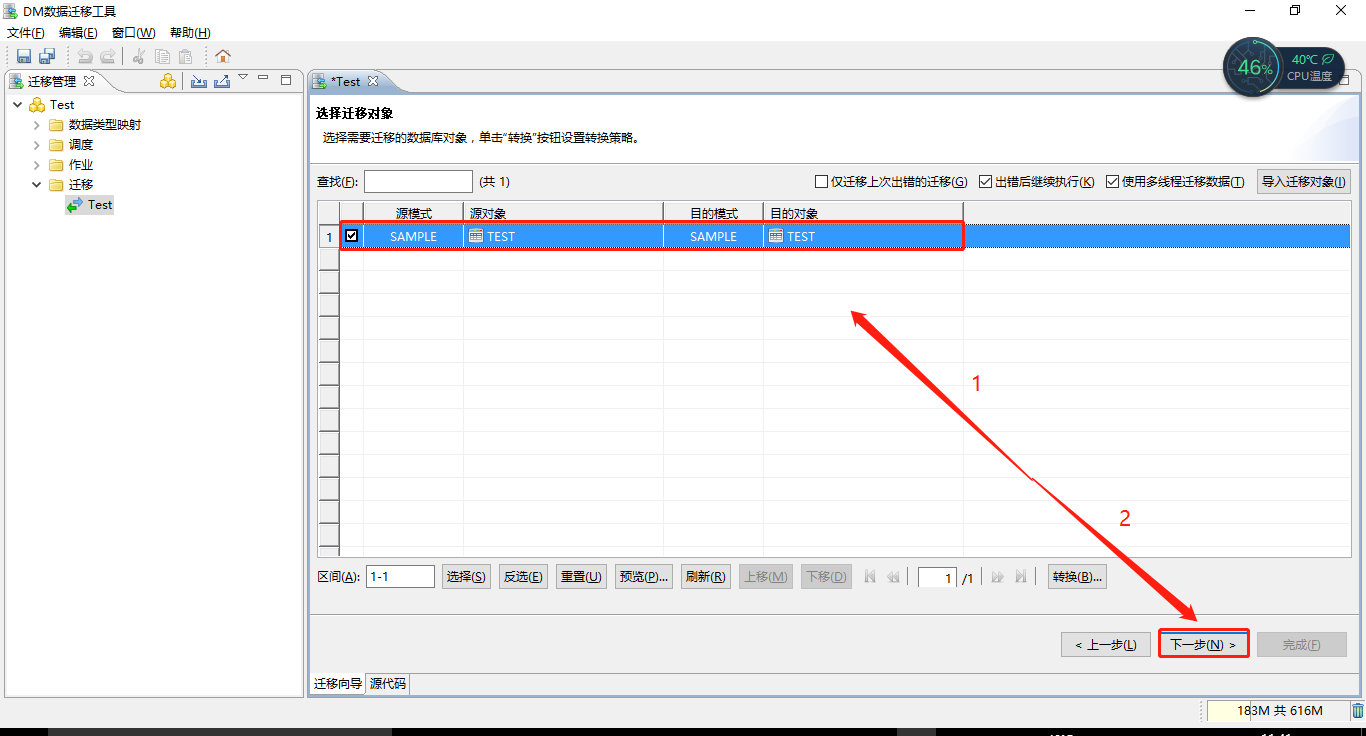 DM数据迁移工具
文件(F) 编辑(E) 窗口(W) 帮助(H)
迁移管理
Test
数据类型映射
调度
作业
迁移
Test
*Test
46%
40℃
CPU温度
选择迁移对象
选择需要迁移的数据库对象，单击“转换”按钮设置转换策略。
查找(F): (共 1) 仅迁移上次出错的迁移(G) 出错后继续执行(K) 使用多线程迁移数据(T) 导入迁移对象(I)
源模式 源对象 目的模式 目的对象
1 SAMPLE TEST SAMPLE TEST
1
2
区间(A): 1-1 选择(S) 反选(E) 重置(U) 预览(P)... 刷新(R) 上移(M) 下移(D) 1 /1 转换(B)...
< 上一步(L) 下一步(N) > 完成(F)
迁移向导 源代码
183M 共 616M